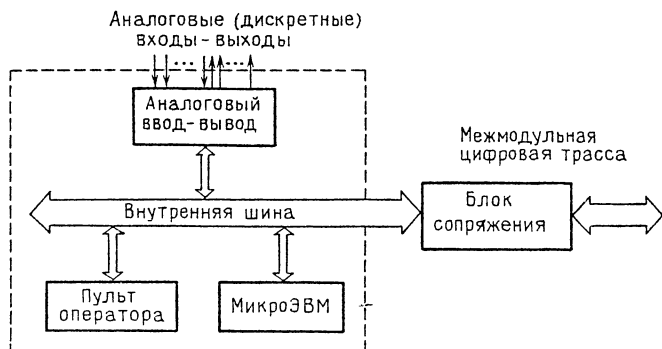 Аналоговые (дискретные)
входы-выходы
Аналоговый
ввод-вывод
Межмодульная
цифровая трасса
Внутренняя шина
Блок
сопряжения
Пульт
оператора
МикроЭВМ